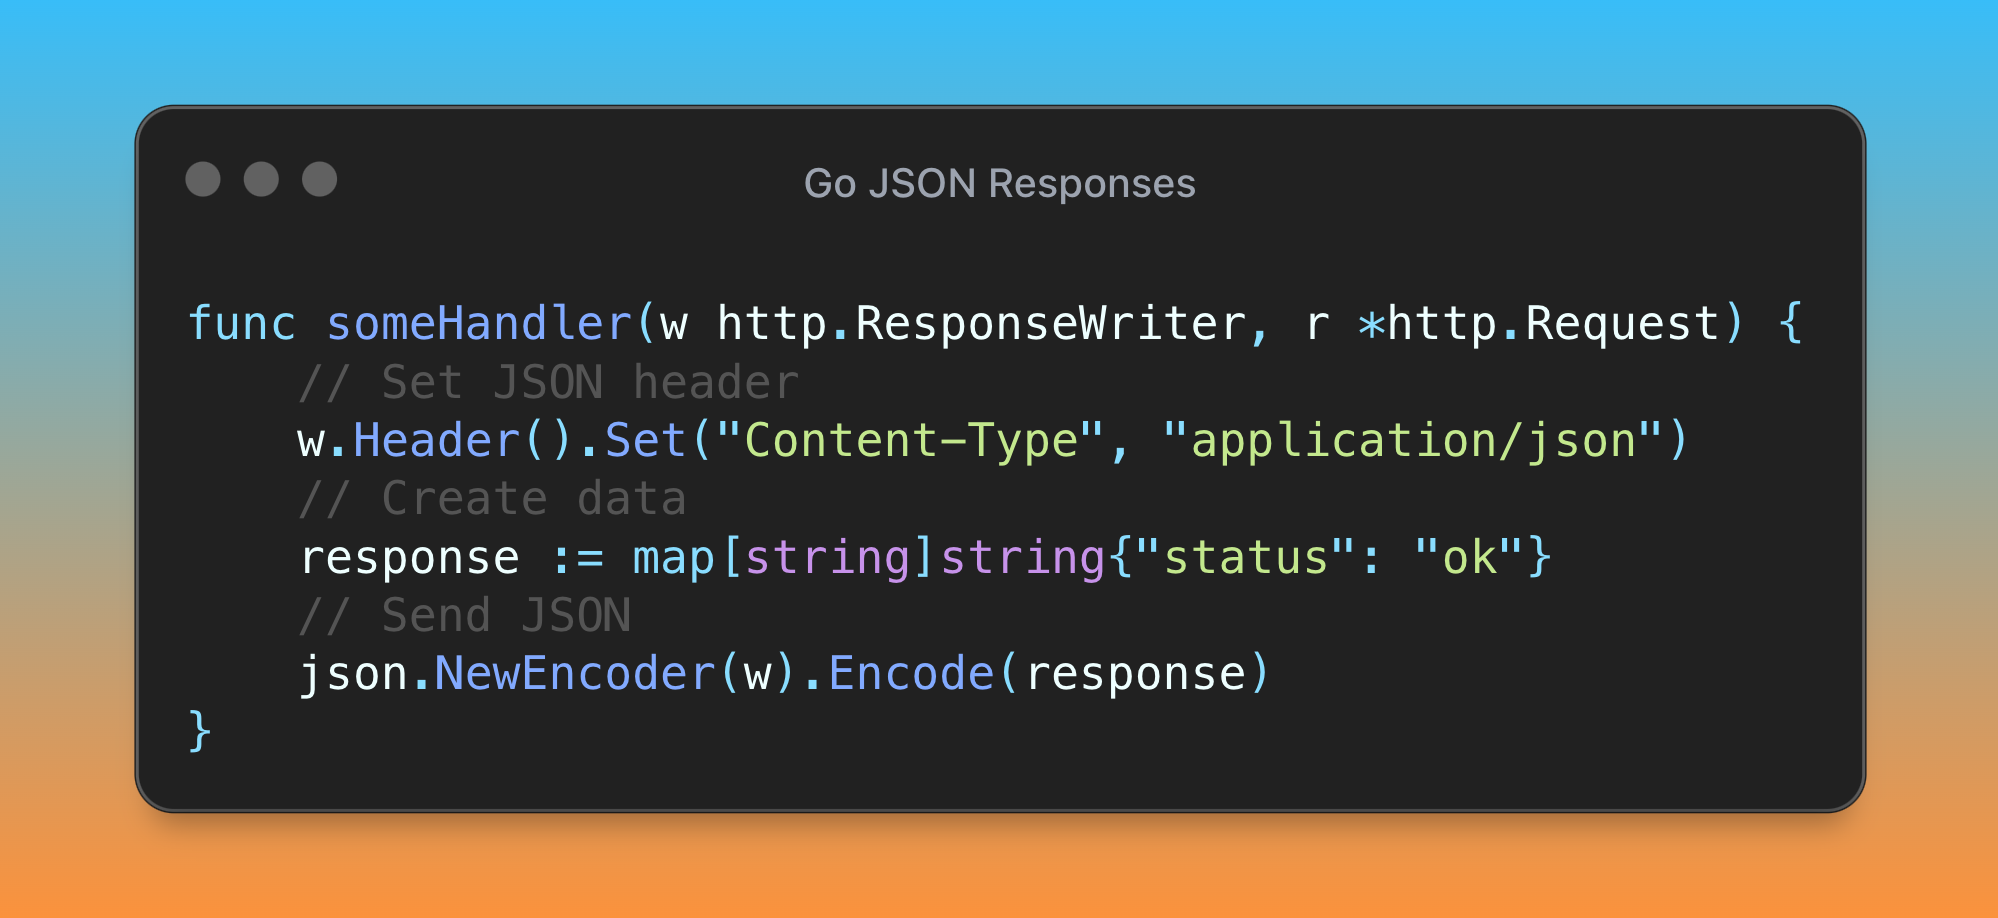 Go JSON Responses
func someHandler(w http.ResponseWriter, r *http.Request) {
    // Set JSON header
    w.Header().Set("Content-Type", "application/json")
    // Create data
    response := map[string]string{"status": "ok"}
    // Send JSON
    json.NewEncoder(w).Encode(response)
}